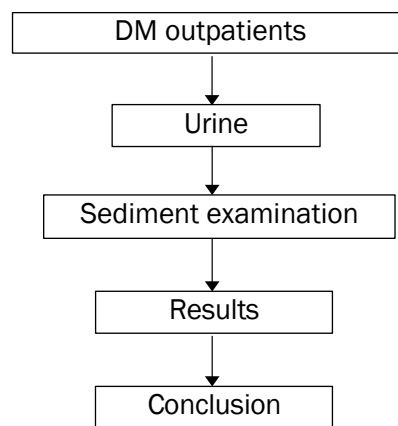 DM outpatients
Urine
Sediment examination
Results
Conclusion